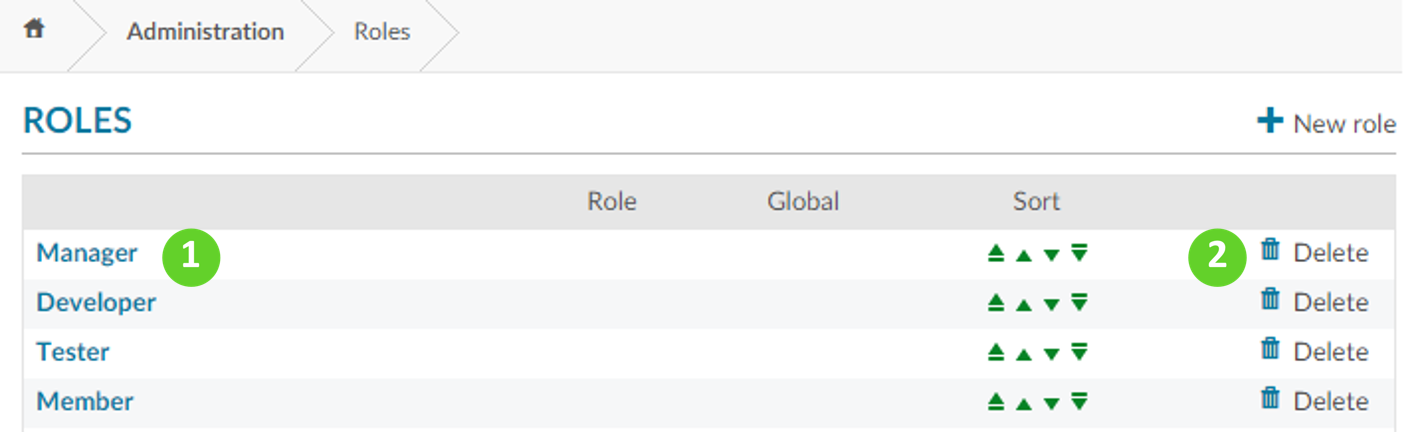 Administration Roles
ROLES
New role
Role Global Sort
Manager 1 2 Delete
Developer Delete
Tester Delete
Member Delete